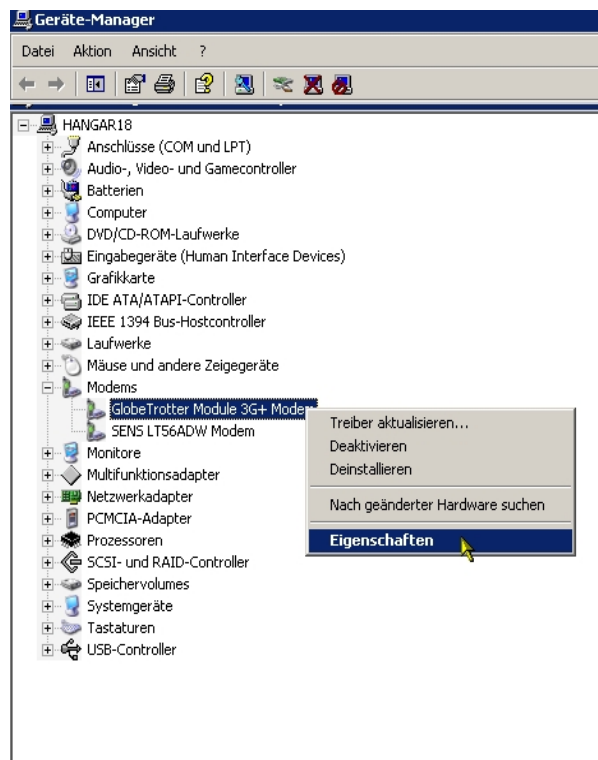 Geräte-Manager
Datei Aktion Ansicht ?
HANGAR18
Anschlüsse (COM und LPT)
Audio-, Video- und Gamecontroller
Batterien
Computer
DVD/CD-ROM-Laufwerke
Eingabegeräte (Human Interface Devices)
Grafikkarte
IDE ATA/ATAPI-Controller
IEEE 1394 Bus-Hostcontroller
Laufwerke
Mäuse und andere Zeigegeräte
Modems
GlobeTrotter Module 3G+ Modem
SENS LT56ADW Modem
Monitore
Multifunktionsadapter
Netzwerkadapter
PCMCIA-Adapter
Prozessoren
SCSI- und RAID-Controller
Speichervolumes
Systemgeräte
Tastaturen
USB-Controller
Treiber aktualisieren...
Deaktivieren
Deinstallieren
Nach geänderter Hardware suchen
Eigenschaften